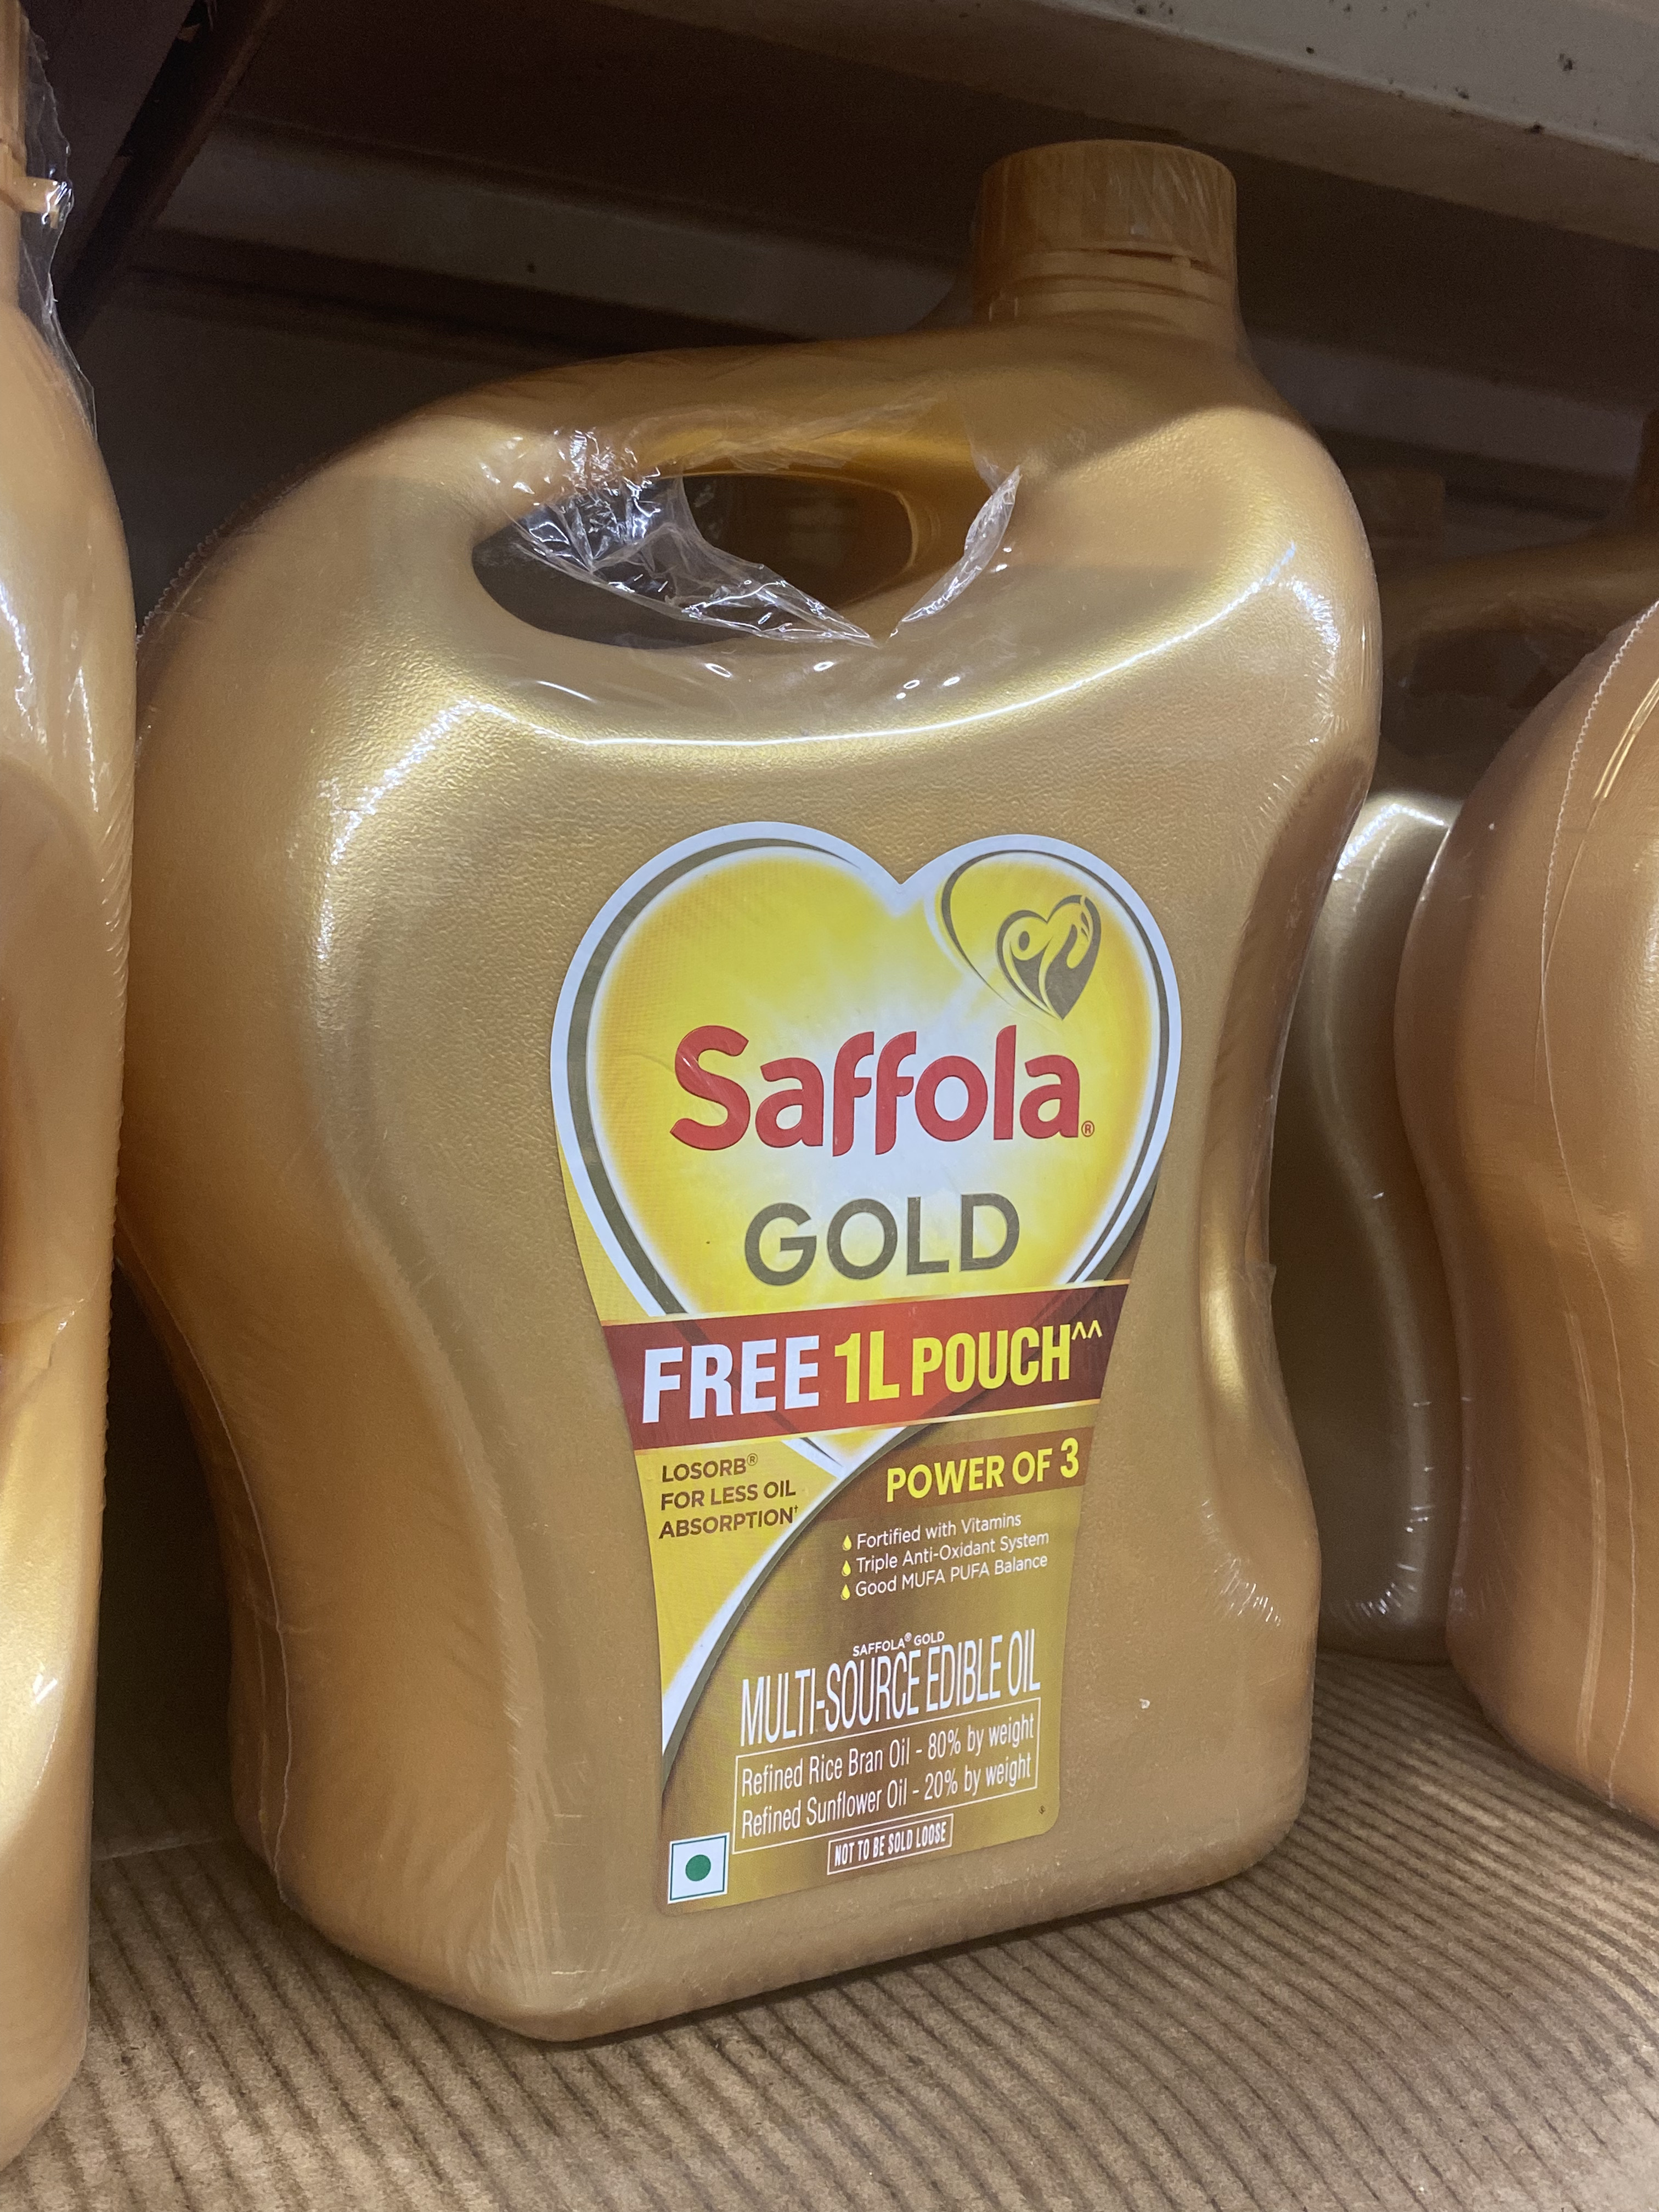 Saffola®
GOLD
FREE 1L POUCH^^
LOSORB®
FOR LESS OIL
ABSORPTION†
POWER OF 3
Fortified with Vitamins
Triple Anti-Oxidant System
Good MUFA PUFA Balance
SAFFOLA® GOLD
MULTI-SOURCE EDIBLE OIL
Refined Rice Bran Oil - 80% by weight
Refined Sunflower Oil - 20% by weight
NOT TO BE SOLD LOOSE